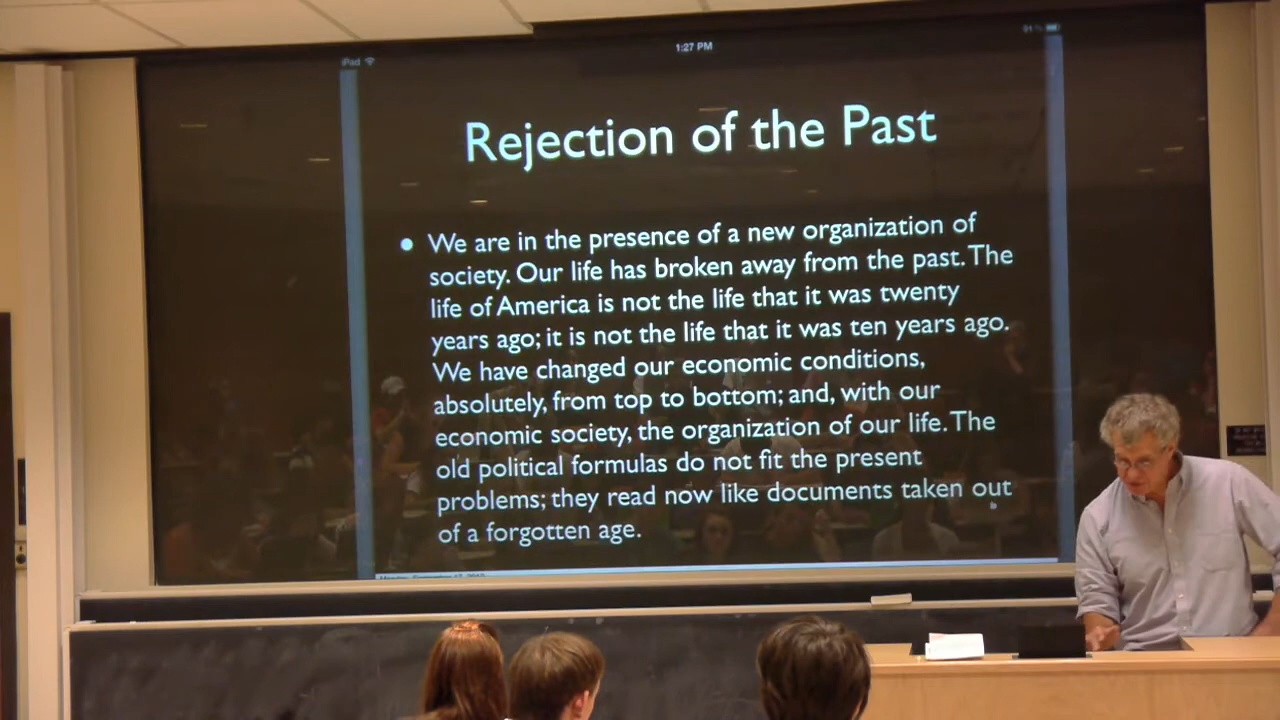 iPad
1:27 PM
Rejection of the Past
• We are in the presence of a new organization of
society. Our life has broken away from the past. The
life of America is not the life that it was twenty
years ago; it is not the life that it was ten years ago.
We have changed our economic conditions,
absolutely, from top to bottom; and, with our
economic society, the organization of our life. The
old political formulas do not fit the present
problems; they read now like documents taken out
of a forgotten age.